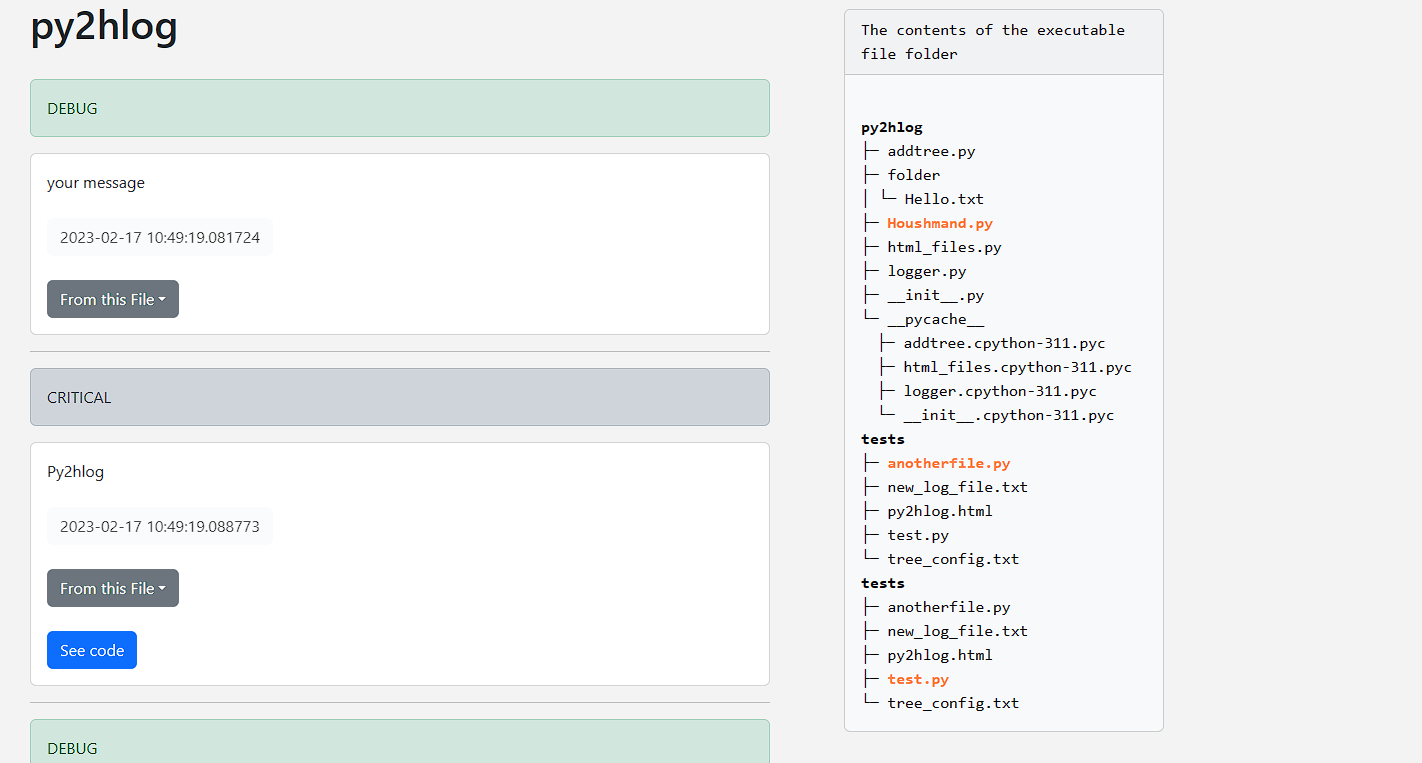 py2hlog
DEBUG
your message
2023-02-17 10:49:19.081724
From this File
CRITICAL
Py2hlog
2023-02-17 10:49:19.088773
From this File
See code
DEBUG
The contents of the executable
file folder
py2hlog
├─ addtree.py
├─ folder
│ └─ Hello.txt
├─ Houshmand.py
├─ html_files.py
├─ logger.py
├─ __init__.py
└─ __pycache__
  ├─ addtree.cpython-311.pyc
  ├─ html_files.cpython-311.pyc
  ├─ logger.cpython-311.pyc
  └─ __init__.cpython-311.pyc
tests
├─ anotherfile.py
├─ new_log_file.txt
├─ py2hlog.html
├─ test.py
└─ tree_config.txt
tests
├─ anotherfile.py
├─ new_log_file.txt
├─ py2hlog.html
├─ test.py
└─ tree_config.txt